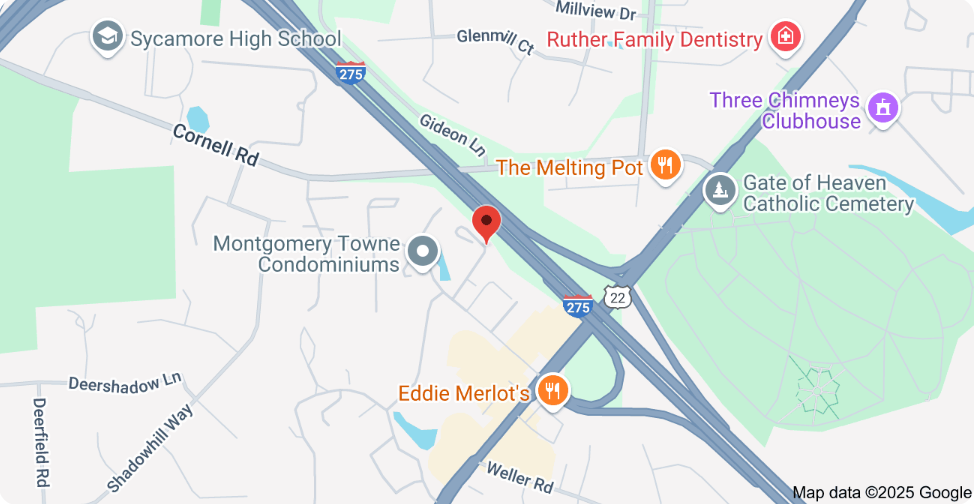 Millview Dr
Glenmill Ct
Sycamore High School
Ruther Family Dentistry
275
Three Chimneys
Clubhouse
Gideon Ln
Cornell Rd
The Melting Pot
Gate of Heaven
Catholic Cemetery
Montgomery Towne
Condominiums
22
275
Deershadow Ln
Eddie Merlot's
Deerfield Rd
Shadowhill Way
Weller Rd
Map data ©2025 Google